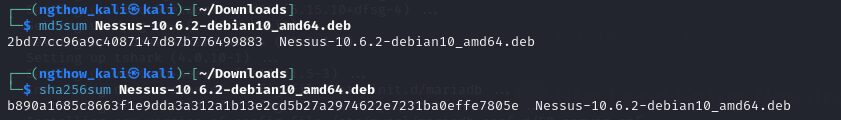 (ngthow_kali㉿kali)-[~/Downloads]
$ md5sum Nessus-10.6.2-debian10_amd64.deb
2bd77cc96a9c4087147d87b776499883 Nessus-10.6.2-debian10_amd64.deb
(ngthow_kali㉿kali)-[~/Downloads]
$ sha256sum Nessus-10.6.2-debian10_amd64.deb
b890a1685c8663f1e9dda3a312a1b13e2cd5b27a2974622e7231ba0effe7805e Nessus-10.6.2-debian10_amd64.deb